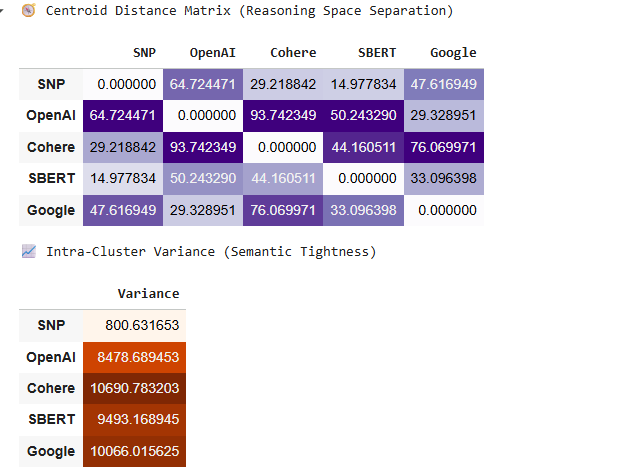 Centroid Distance Matrix (Reasoning Space Separation)
SNP OpenAI Cohere SBERT Google
SNP 0.000000 64.724471 29.218842 14.977834 47.616949
OpenAI 64.724471 0.000000 93.742349 50.243290 29.328951
Cohere 29.218842 93.742349 0.000000 44.160511 76.069971
SBERT 14.977834 50.243290 44.160511 0.000000 33.096398
Google 47.616949 29.328951 76.069971 33.096398 0.000000
Intra-Cluster Variance (Semantic Tightness)
Variance
SNP 800.631653
OpenAI 8478.689453
Cohere 10690.783203
SBERT 9493.168945
Google 10066.015625